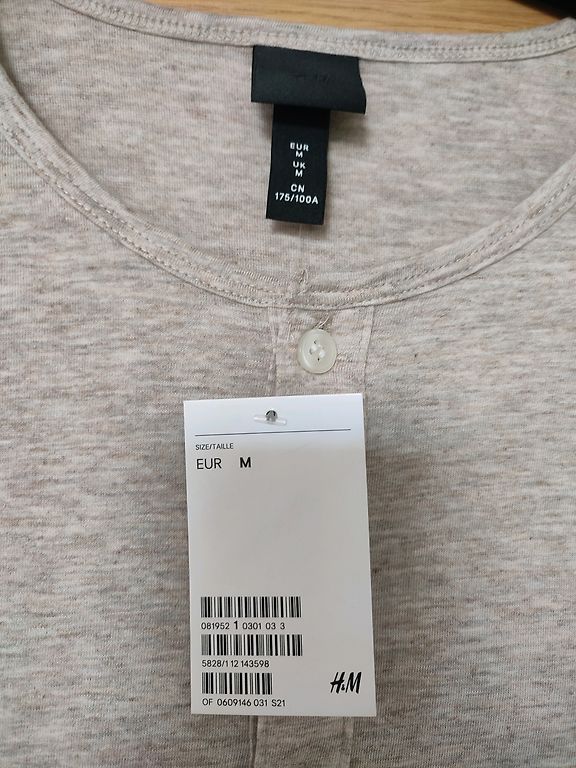 EUR
M
UK
M
CN
175/100A
SIZE/TAILLE
EUR M
081952 1 0301 03 3
5828/112 143598
H&M
OF 0609146 031 S21